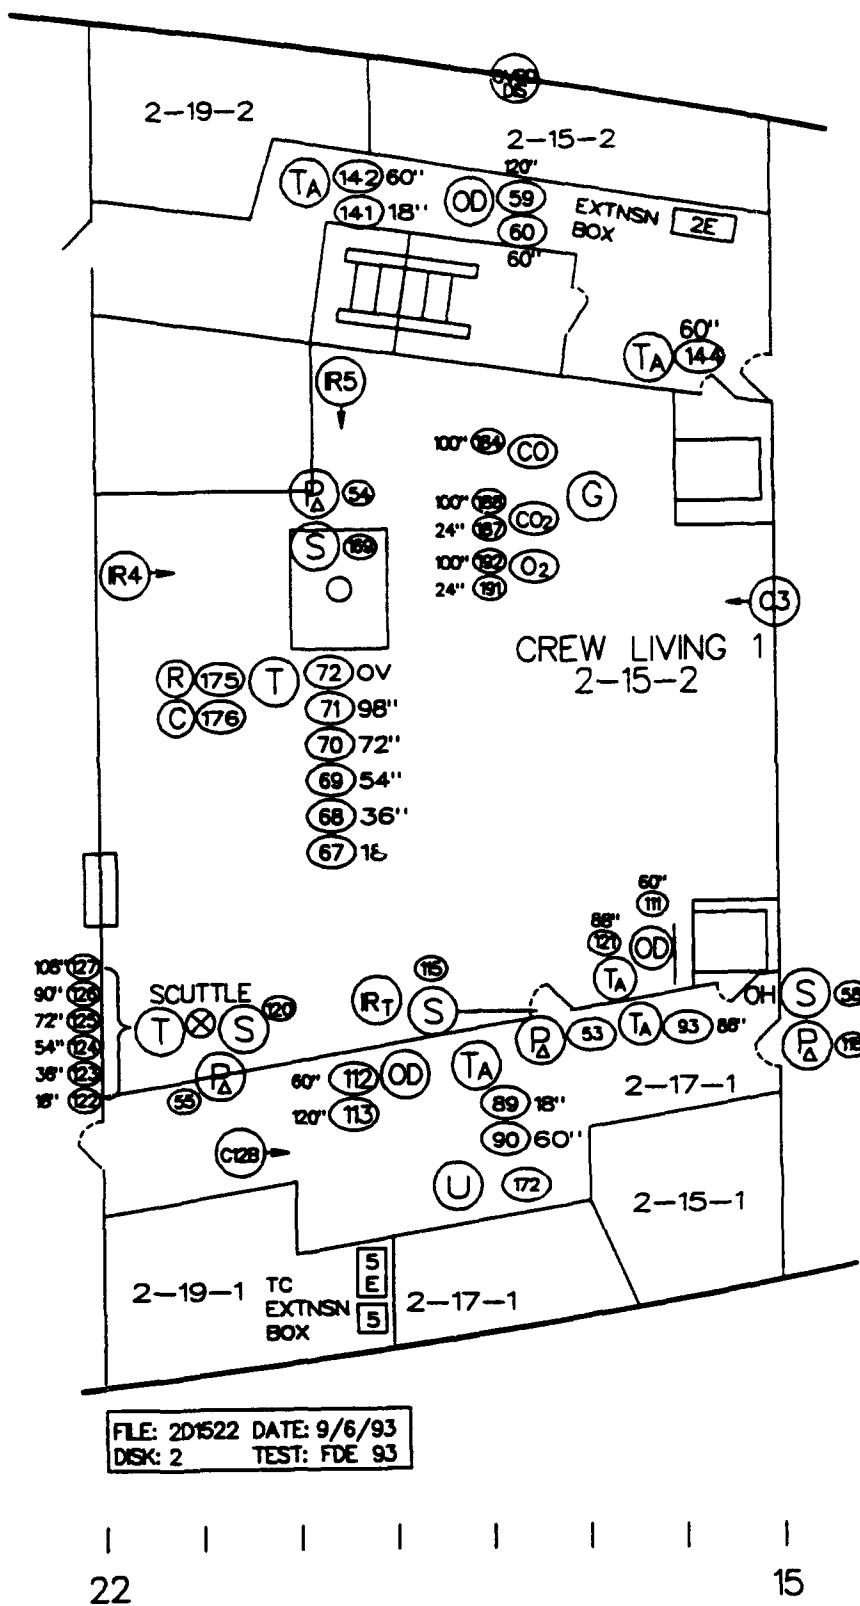 2-19-2
DIS
2-15-2
TA 142 60"
141 18"
120"
OD 59
60
60"
EXTNSN
BOX
2E
60"
TA 144
IR5
100" 184 CO
G
P△ 54
100" 188
24" 187 CO2
S 169
100" 192 O2
24" 191
IR4
CREW LIVING 1
2-15-2
R 175 T 72 OV
C 176
71 98"
70 72"
69 54"
68 36"
67 18
60"
111
88"
121 OD
TA
108" 127
90" 126
72" 125
54" 124
36" 123
18" 122
SCUTTLE
T S 120
115
IRT S
OH S 58
P△
P△ 53 TA 93 88"
P△
55
60" 112 OD
120" 113
TA
89 18"
90 60"
2-17-1
C12B
U 172
2-15-1
2-19-1
TC
EXTNSN
BOX
5
E
5
2-17-1
FILE: 2D1522 DATE: 9/6/93
DISK: 2 TEST: FDE 93
22 15